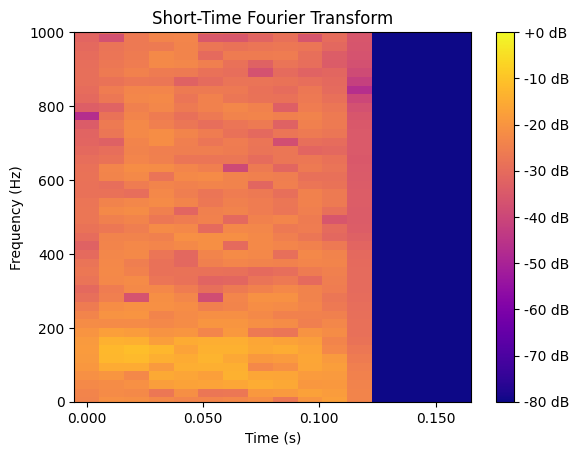 Short-Time Fourier Transform
1000
800
600
400
200
0
Frequency (Hz)
0.000
0.050
0.100
0.150
Time (s)
+0 dB
-10 dB
-20 dB
-30 dB
-40 dB
-50 dB
-60 dB
-70 dB
-80 dB